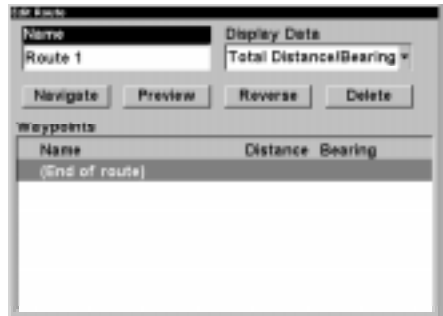 Edit Route
Name Display Data
Route 1 Total Distance/Bearing
Navigate Preview Reverse Delete
Waypoints
Name Distance Bearing
(End of route)